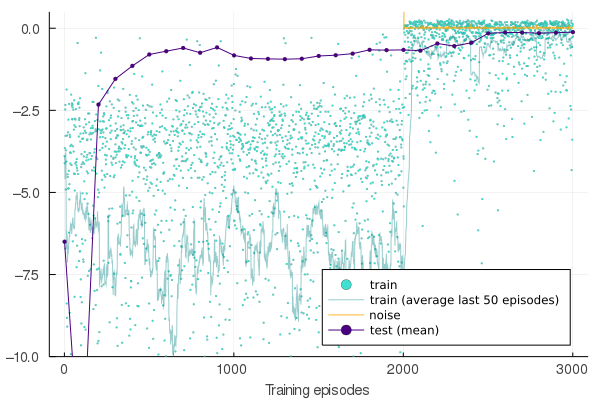 0.0
−2.5
−5.0
−7.5
−10.0
0
1000
2000
3000
Training episodes
train
train (average last 50 episodes)
noise
test (mean)